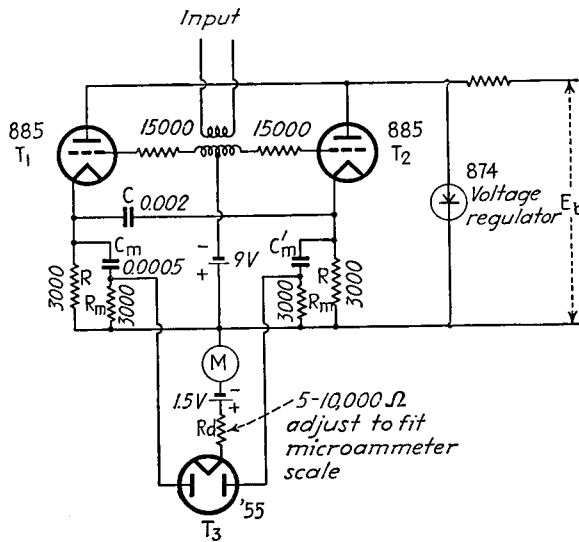 Input
885
T1
15000
15000
885
T2
874
Voltage
regulator
Eb
C
0.002
Cm
0.0005
R
3000
Rm
3000
-
+
9V
C'm
3000
Rm
R
3000
M
1.5V
-
+
Rd
5-10,000 Ω
adjust to fit
microammeter
scale
'55
T3